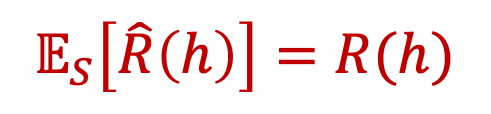 𝔼_S[R̂(h)] = R(h)